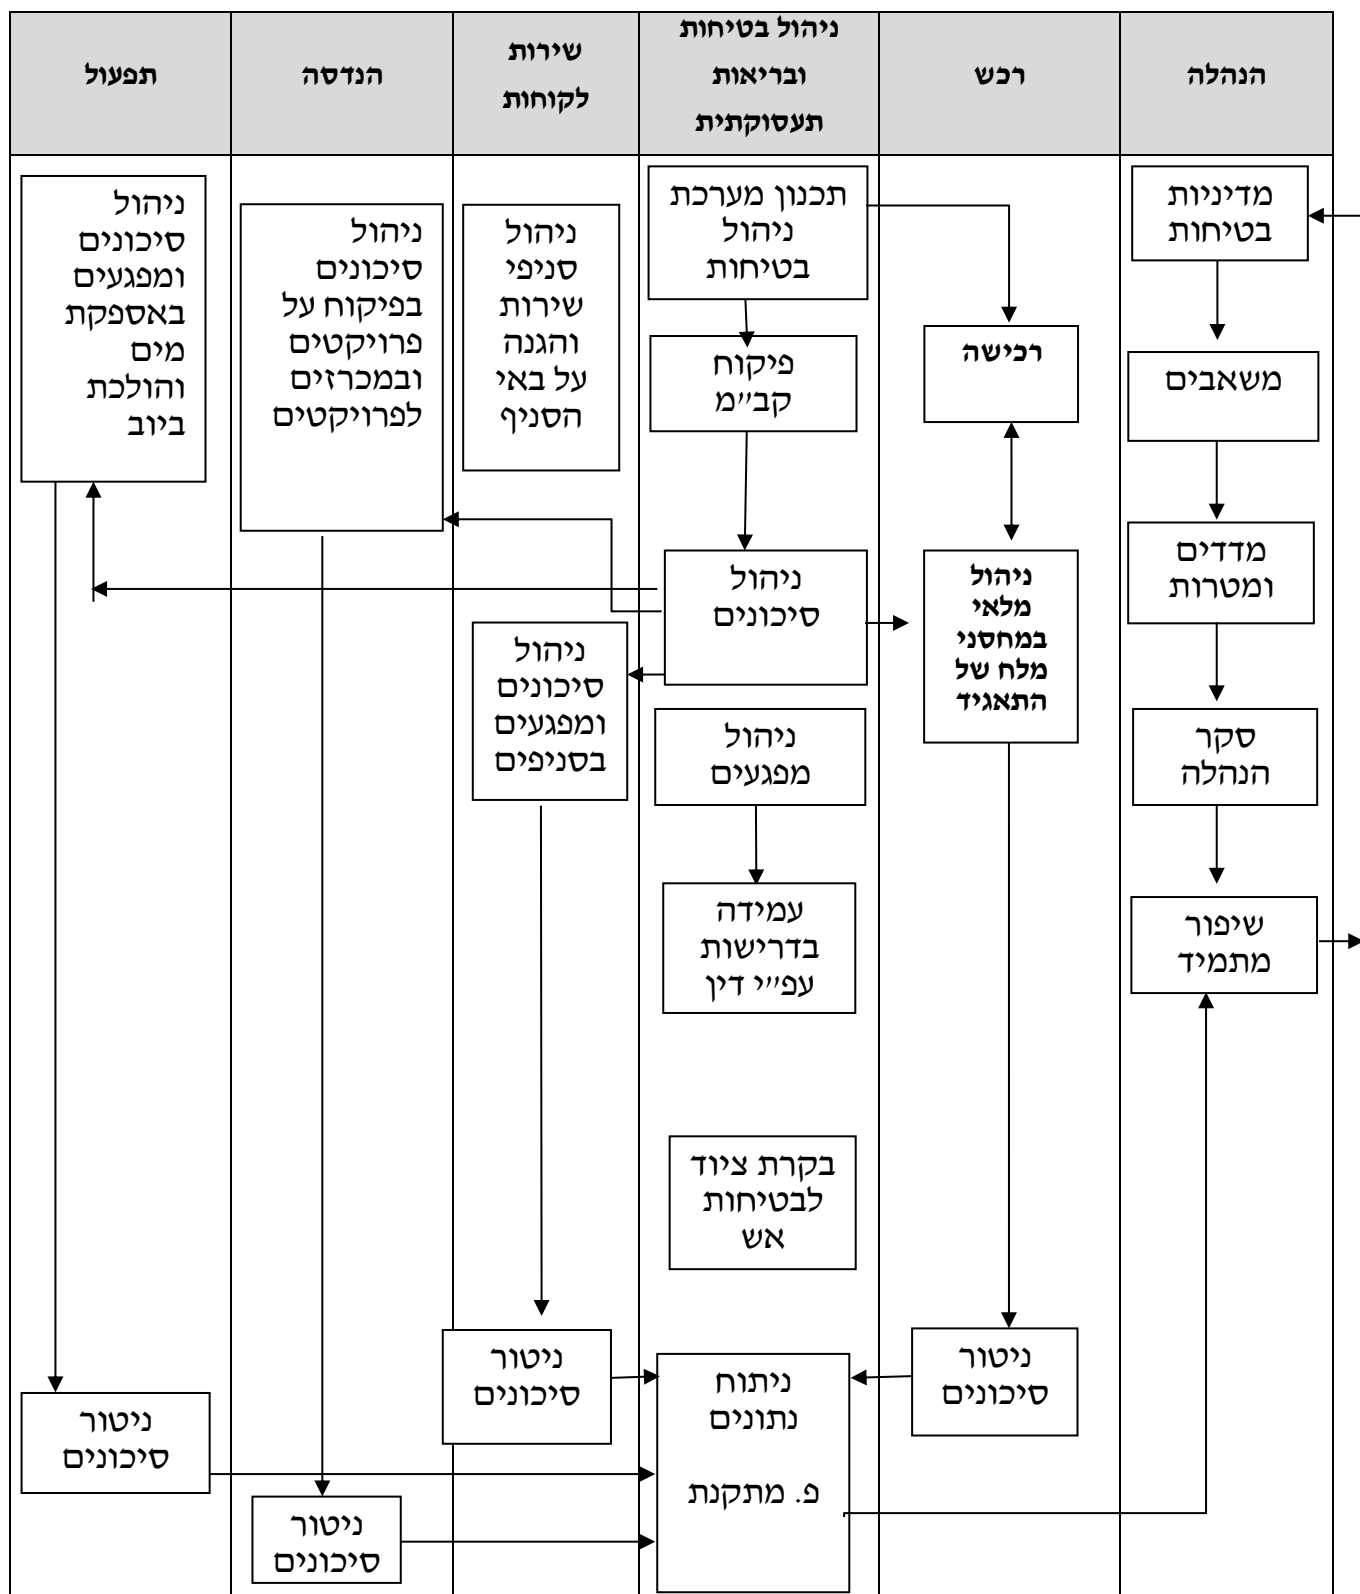 הנהלה
רכש
ניהול בטיחות
ובריאות
תעסוקתית
שירות
לקוחות
הנדסה
תפעול
מדיניות
בטיחות
משאבים
מדדים
ומטרות
סקר
הנהלה
שיפור
מתמיד
רכישה
ניהול
מלאי
במחסני
מלח של
התאגיד
ניטור
סיכונים
תכנון מערכת
ניהול
בטיחות
פיקוח
קב״מ
ניהול
סיכונים
ניהול
מפגעים
עמידה
בדרישות
עפ״י דין
בקרת ציוד
לבטיחות
אש
ניתוח
נתונים
פ. מתקנת
ניהול
סניפי
שירות
והגנה
על באי
הסניף
ניהול
סיכונים
ומפגעים
בסניפים
ניטור
סיכונים
ניהול
סיכונים
בפיקוח על
פרויקטים
ובמכרזים
לפרויקטים
ניטור
סיכונים
ניהול
סיכונים
ומפגעים
באספקת
מים
והולכת
ביוב
ניטור
סיכונים